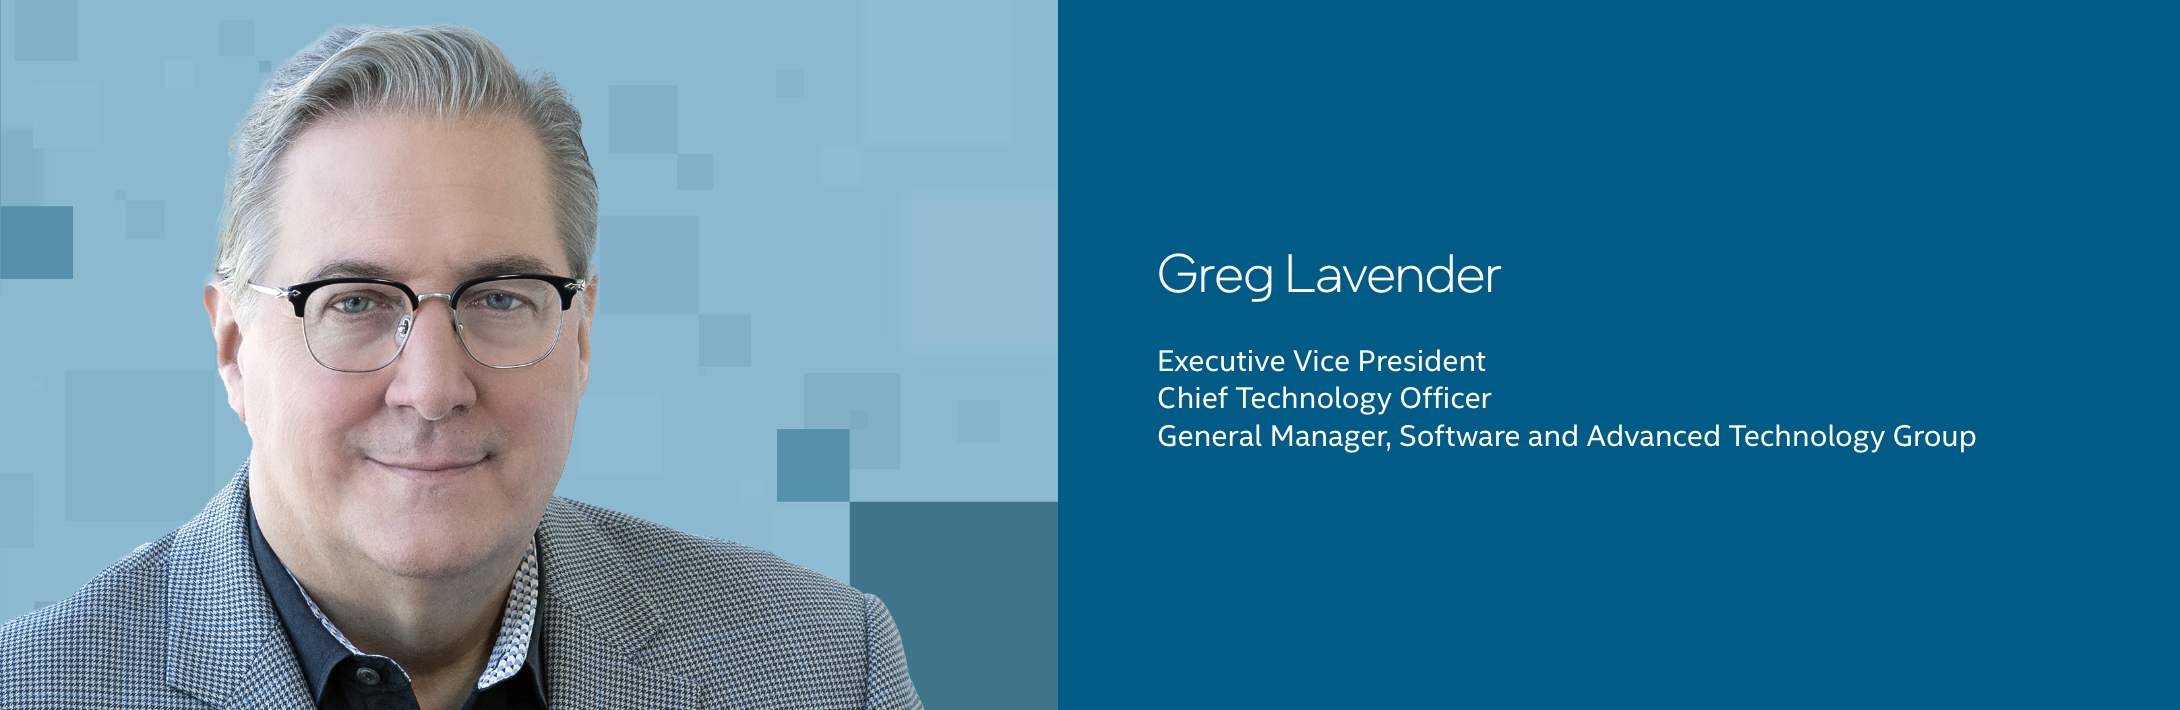 Greg Lavender
Executive Vice President
Chief Technology Officer
General Manager, Software and Advanced Technology Group